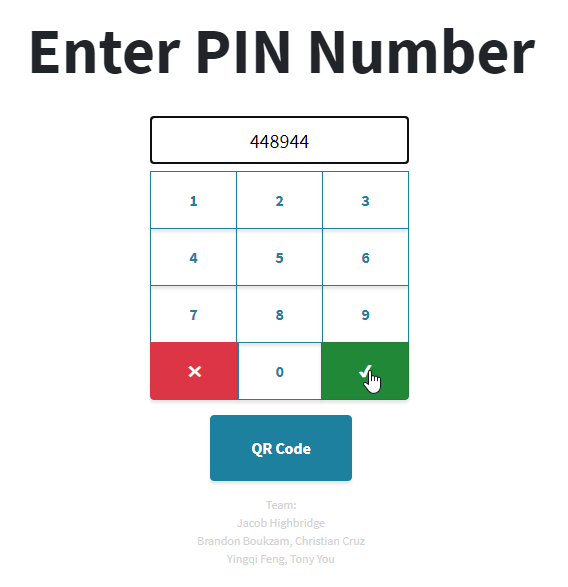 Enter PIN Number
448944
1 2 3
4 5 6
7 8 9
✕ 0 ✓
QR Code
Team:
Jacob Highbridge
Brandon Boukzam, Christian Cruz
Yingqi Feng, Tony You